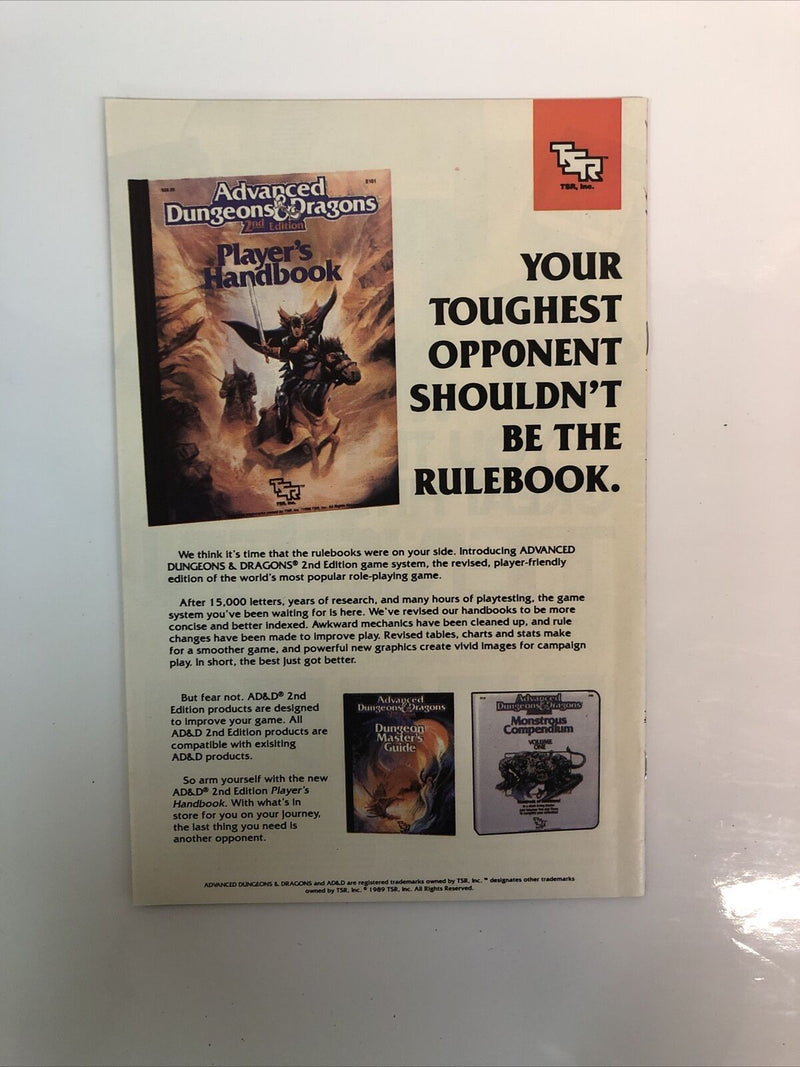 TSR
TSR, Inc.
Advanced
Dungeons & Dragons
2nd Edition
Player's
Handbook
TSR
YOUR
TOUGHEST
OPPONENT
SHOULDN'T
BE THE
RULEBOOK.
We think it's time that the rulebooks were on your side. Introducing ADVANCED
DUNGEONS & DRAGONS® 2nd Edition game system, the revised, player-friendly
edition of the world's most popular role-playing game.
After 15,000 letters, years of research, and many hours of playtesting, the game
system you've been waiting for is here. We've revised our handbooks to be more
concise and better indexed. Awkward mechanics have been cleaned up, and rule
changes have been made to improve play. Revised tables, charts and stats make
for a smoother game, and powerful new graphics create vivid images for campaign
play. In short, the best just got better.
But fear not. AD&D® 2nd
Edition products are designed
to improve your game. All
AD&D 2nd Edition products are
compatible with exisiting
AD&D products.
So arm yourself with the new
AD&D® 2nd Edition Player's
Handbook. With what's in
store for you on your journey,
the last thing you need is
another opponent.
Advanced
Dungeons & Dragons
Dungeon
Master's
Guide
Advanced
Dungeons & Dragons
Monstrous
Compendium
VOLUME
ONE
ADVANCED DUNGEONS & DRAGONS and AD&D are registered trademarks owned by TSR, Inc. ™ designates other trademarks
owned by TSR, Inc. © 1989 TSR, Inc. All Rights Reserved.